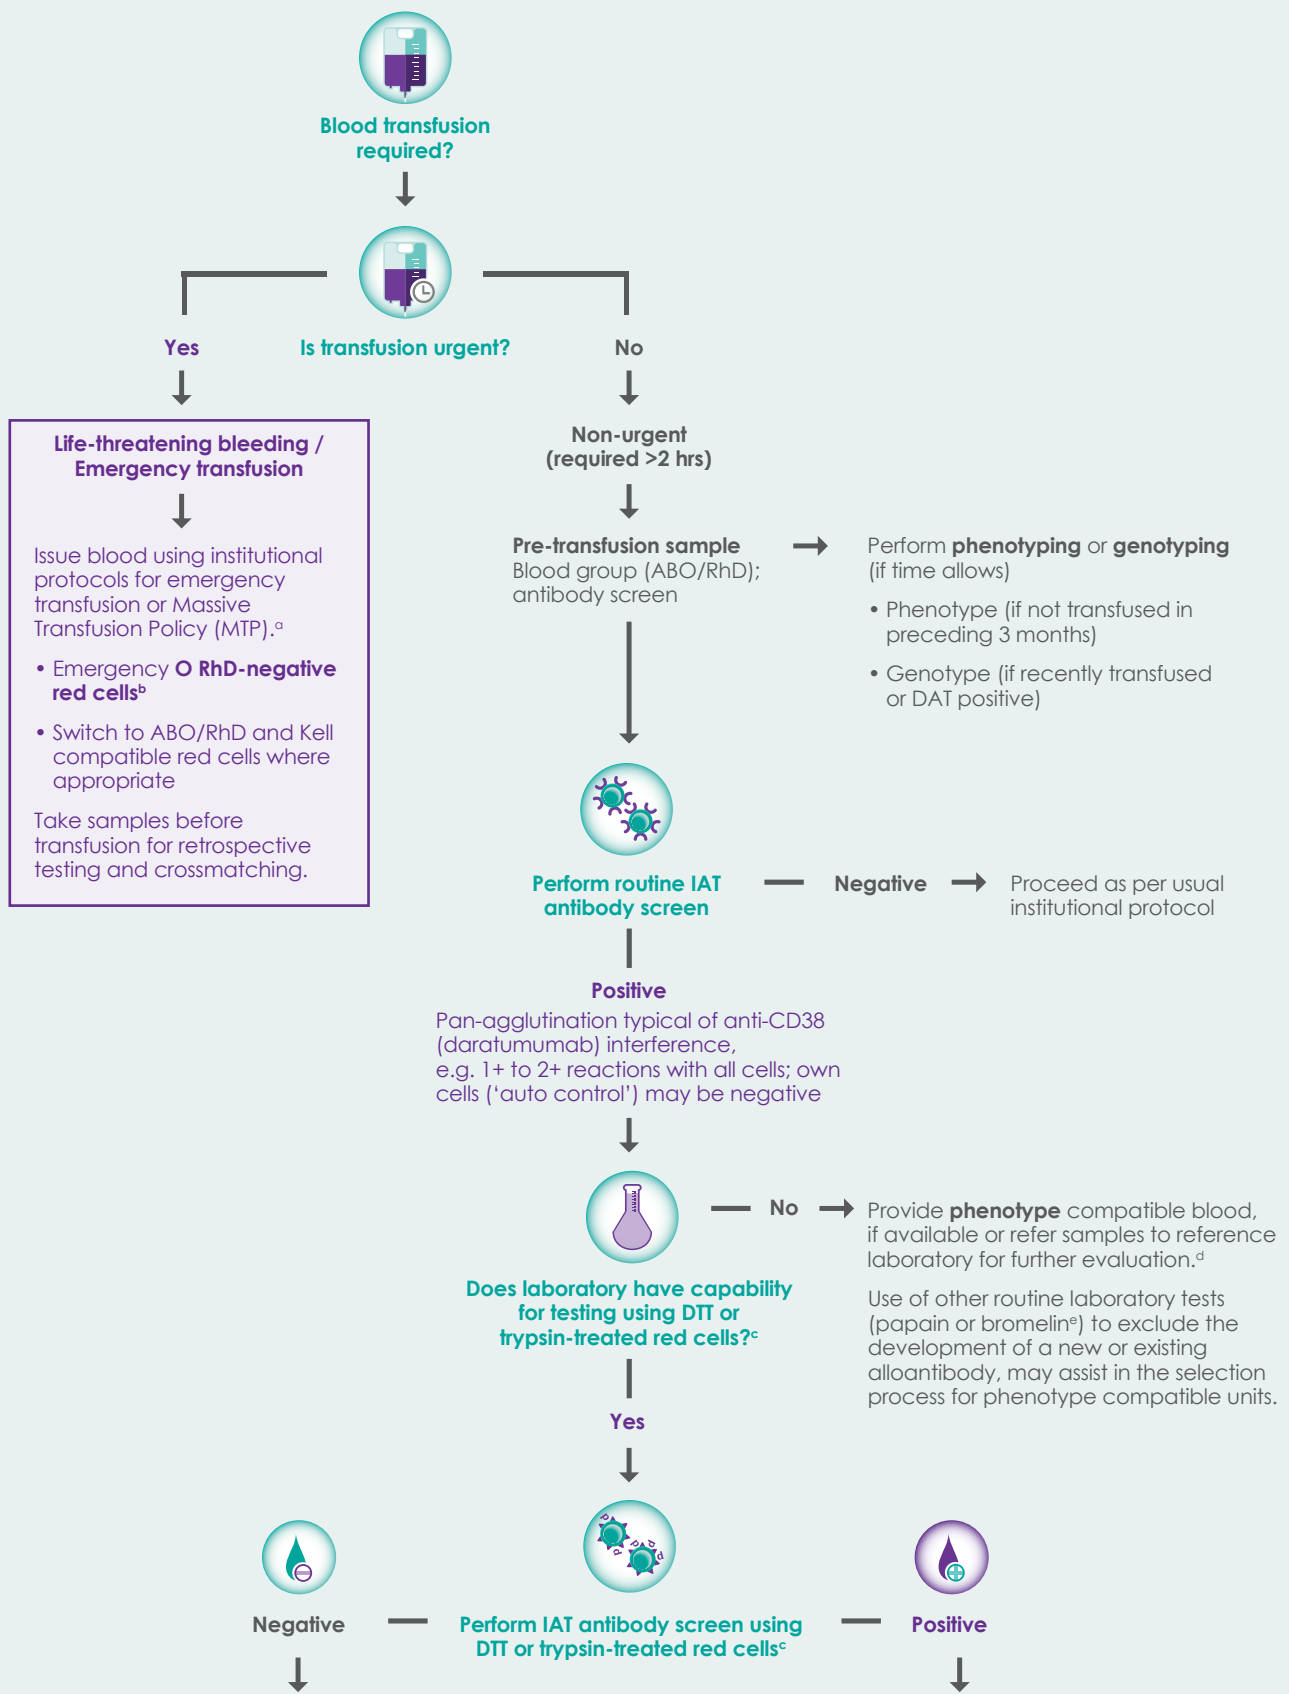 Blood transfusion
required?
Is transfusion urgent?
Yes
No
Life-threatening bleeding /
Emergency transfusion
Issue blood using institutional
protocols for emergency
transfusion or Massive
Transfusion Policy (MTP).ᵃ
• Emergency O RhD-negative
red cellsᵇ
• Switch to ABO/RhD and Kell
compatible red cells where
appropriate
Take samples before
transfusion for retrospective
testing and crossmatching.
Non-urgent
(required >2 hrs)
Pre-transfusion sample
Blood group (ABO/RhD);
antibody screen
Perform phenotyping or genotyping
(if time allows)
• Phenotype (if not transfused in
preceding 3 months)
• Genotype (if recently transfused
or DAT positive)
Perform routine IAT
antibody screen
Negative
Proceed as per usual
institutional protocol
Positive
Pan-agglutination typical of anti-CD38
(daratumumab) interference,
e.g. 1+ to 2+ reactions with all cells; own
cells (‘auto control’) may be negative
Does laboratory have capability
for testing using DTT or
trypsin-treated red cells?ᶜ
No
Provide phenotype compatible blood,
if available or refer samples to reference
laboratory for further evaluation.ᵈ
Use of other routine laboratory tests
(papain or bromelinᵉ) to exclude the
development of a new or existing
alloantibody, may assist in the selection
process for phenotype compatible units.
Yes
Perform IAT antibody screen using
DTT or trypsin-treated red cellsᶜ
Negative
Positive